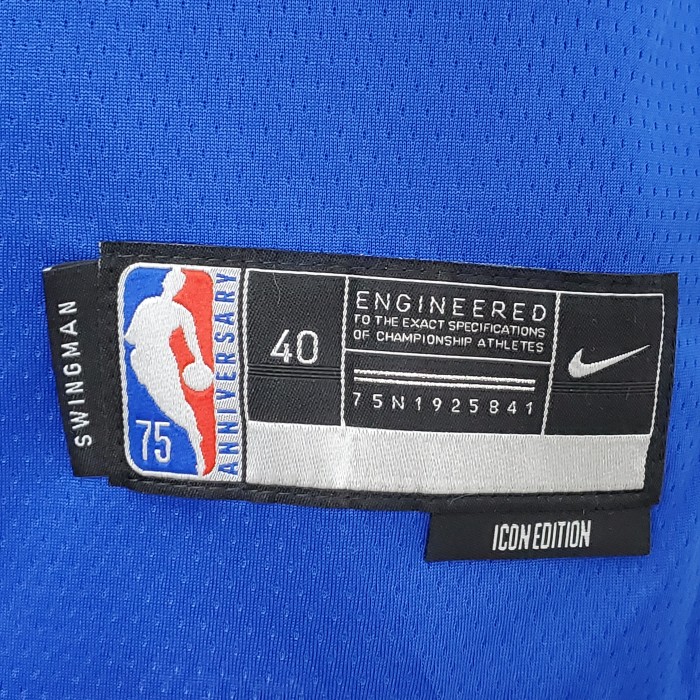 SWINGMAN
75
ANNIVERSARY
40
ENGINEERED
TO THE EXACT SPECIFICATIONS
OF CHAMPIONSHIP ATHLETES
75N1925841
ICON EDITION